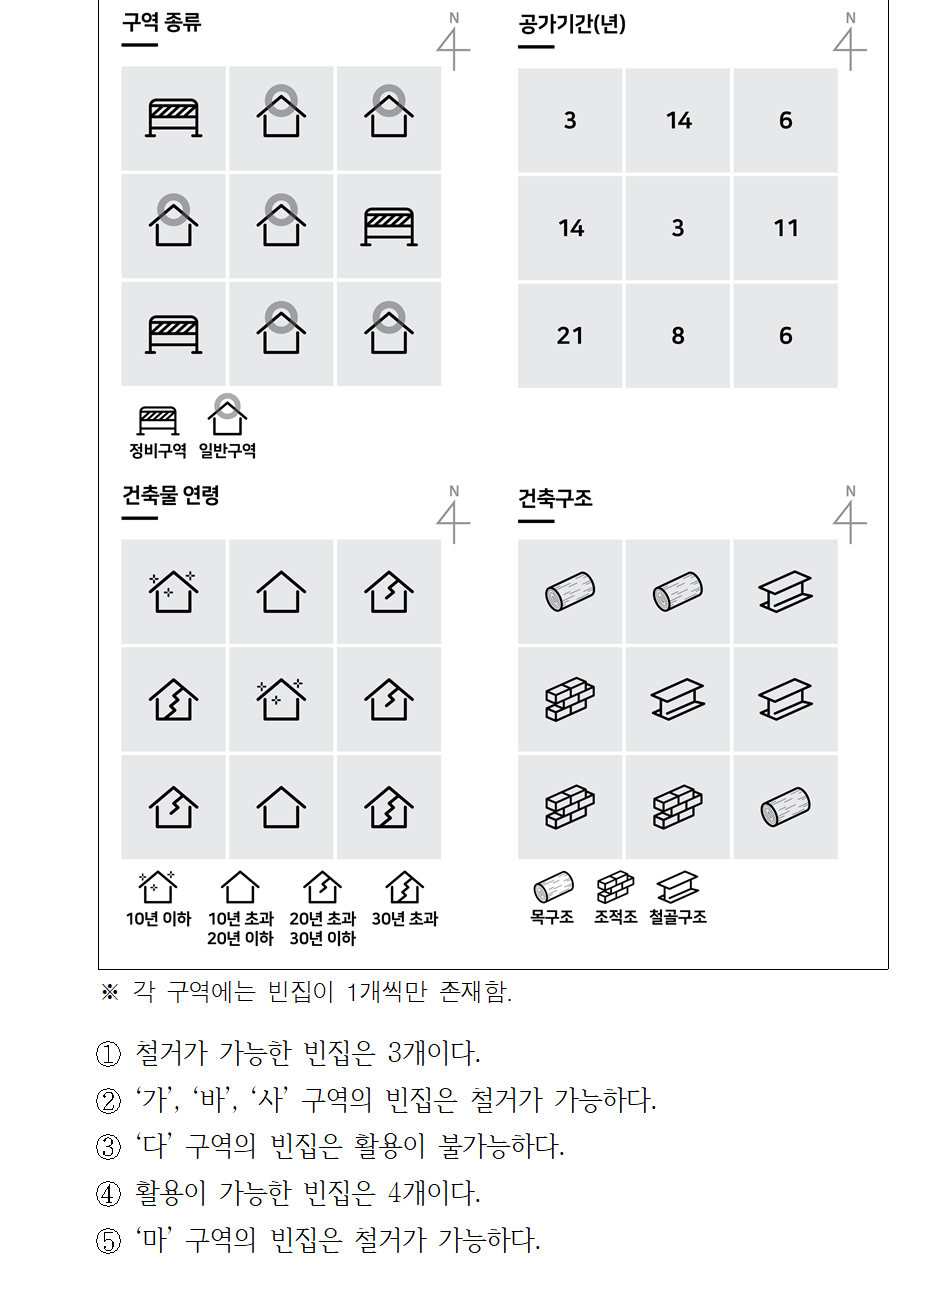 구역 종류
N
공가기간(년)
N
3 14 6
14 3 11
21 8 6
정비구역 일반구역
건축물 연령
N
건축구조
N
10년 이하 10년 초과 20년 초과 30년 초과
20년 이하 30년 이하
목구조 조적조 철골구조
※ 각 구역에는 빈집이 1개씩만 존재함.
① 철거가 가능한 빈집은 3개이다.
② ‘가’, ‘바’, ‘사’ 구역의 빈집은 철거가 가능하다.
③ ‘다’ 구역의 빈집은 활용이 불가능하다.
④ 활용이 가능한 빈집은 4개이다.
⑤ ‘마’ 구역의 빈집은 철거가 가능하다.